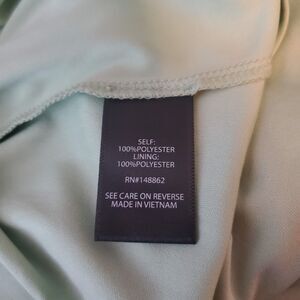 SELF:
100%POLYESTER
LINING:
100%POLYESTER
RN#148862
SEE CARE ON REVERSE
MADE IN VIETNAM